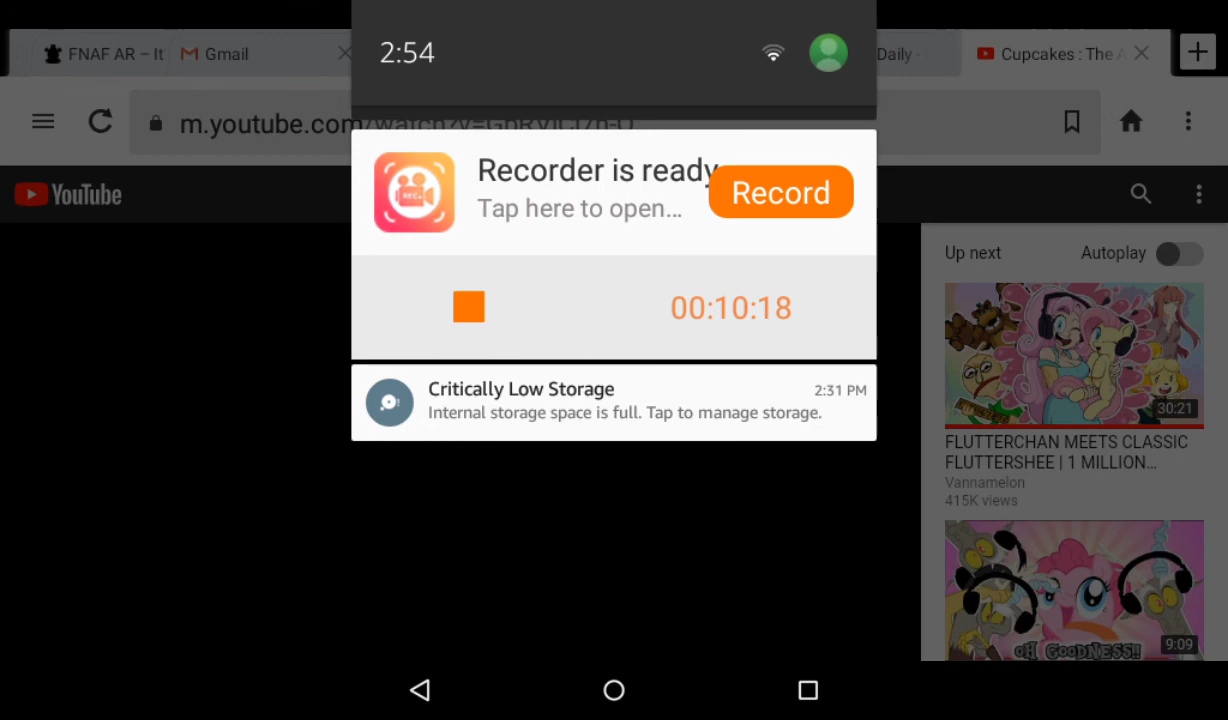 FNAF AR – It
Gmail
2:54
Daily -
Cupcakes : The A
m.youtube.com/watch?v=
YouTube
Recorder is ready
Tap here to open...
Record
REC
00:10:18
Critically Low Storage
2:31 PM
Internal storage space is full. Tap to manage storage.
Up next
Autoplay
30:21
FLUTTERCHAN MEETS CLASSIC
FLUTTERSHEE | 1 MILLION...
Vannamelon
415K views
OH GOODNESS!!
9:09